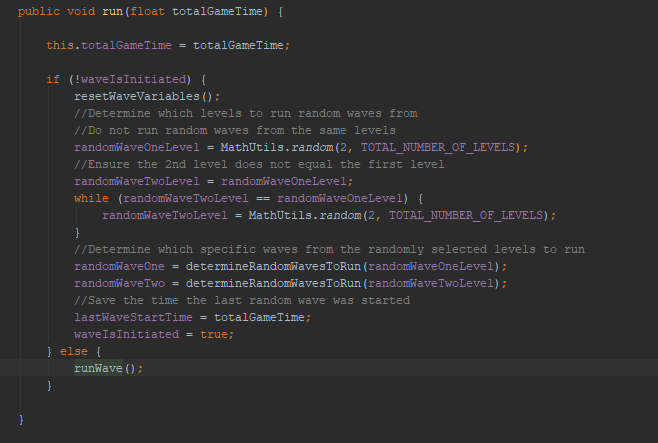 public void run(float totalGameTime) {
this.totalGameTime = totalGameTime;
if (!waveIsInitiated) {
resetWaveVariables();
//Determine which levels to run random waves from
//Do not run random waves from the same levels
randomWaveOneLevel = MathUtils.random(2, TOTAL_NUMBER_OF_LEVELS);
//Ensure the 2nd level does not equal the first level
randomWaveTwoLevel = randomWaveOneLevel;
while (randomWaveTwoLevel == randomWaveOneLevel) {
randomWaveTwoLevel = MathUtils.random(2, TOTAL_NUMBER_OF_LEVELS);
}
//Determine which specific waves from the randomly selected levels to run
randomWaveOne = determineRandomWavesToRun(randomWaveOneLevel);
randomWaveTwo = determineRandomWavesToRun(randomWaveTwoLevel);
//Save the time the last random wave was started
lastWaveStartTime = totalGameTime;
waveIsInitiated = true;
} else {
runWave();
}
}